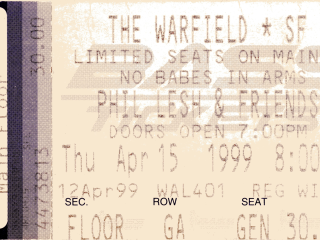 THE WARFIELD * SF
LIMITED SEATS ON MAIN
NO BABES IN ARMS
PHIL LESH & FRIENDS
DOORS OPEN 7:00PM
Thu Apr 15 1999 8:00
12Apr99 WAL401 REG WI
SEC. ROW SEAT
FLOOR GA GEN 30.
30.00
Main Floor
4473813